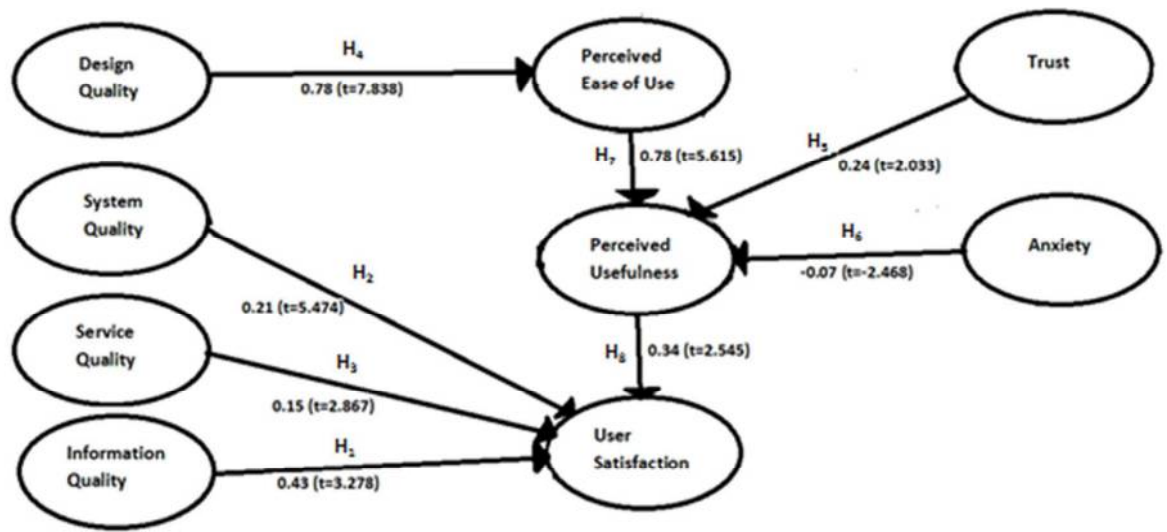 Design
Quality
H₄
0.78 (t=7.838)
Perceived
Ease of Use
Trust
H₇
0.78 (t=5.615)
H₅
0.24 (t=2.033)
System
Quality
H₂
0.21 (t=5.474)
Perceived
Usefulness
H₆
-0.07 (t=-2.468)
Anxiety
Service
Quality
H₃
0.15 (t=2.867)
H₈
0.34 (t=2.545)
Information
Quality
H₁
0.43 (t=3.278)
User
Satisfaction